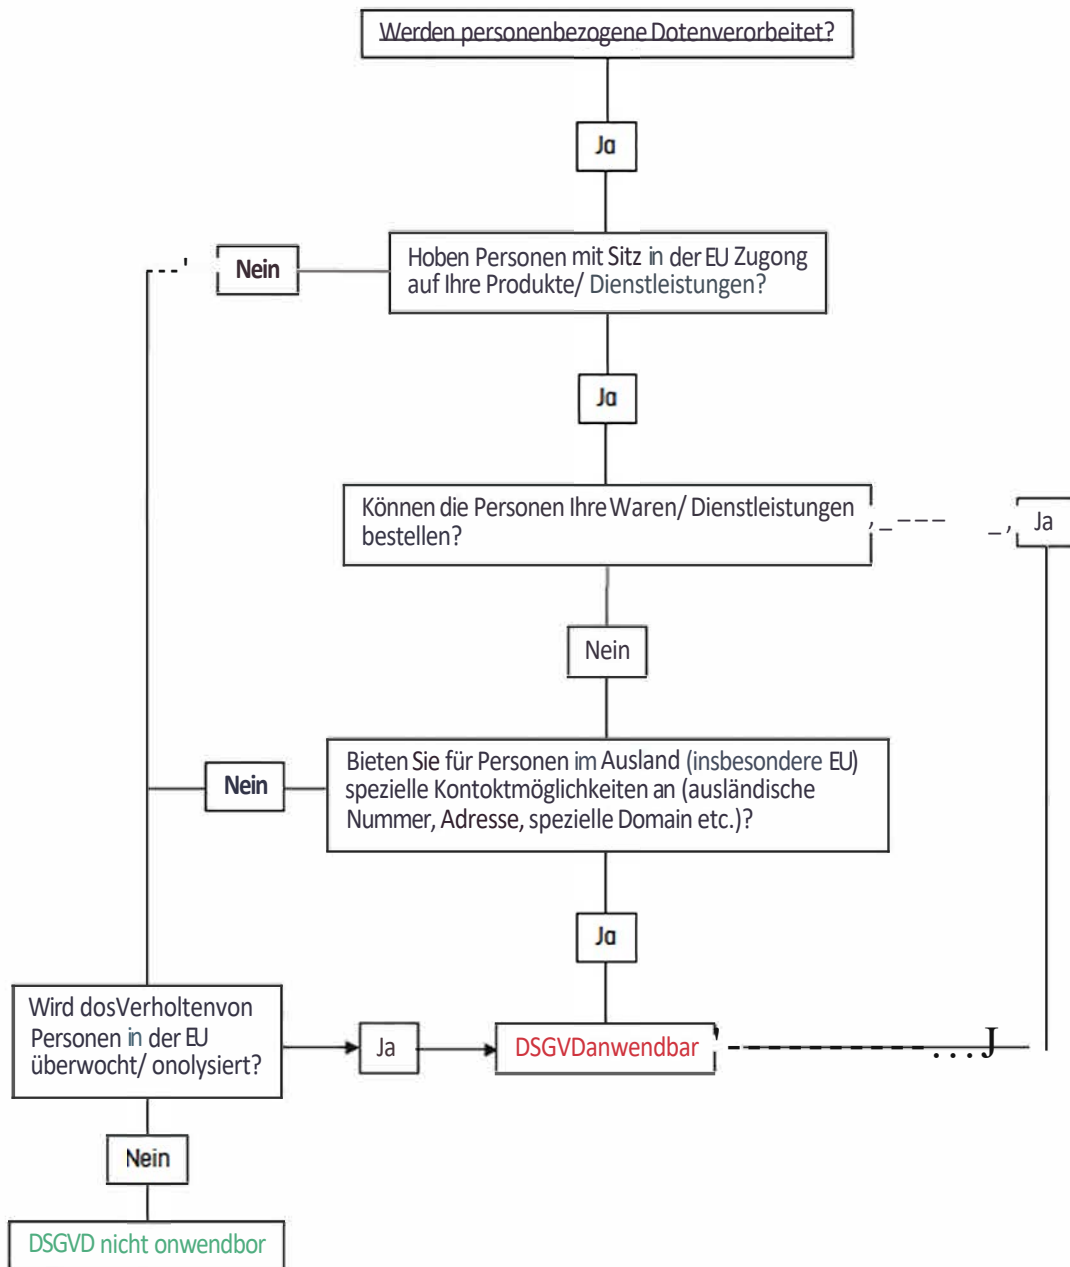 Werden personenbezogene Dotenverorbeitet?
Ja
Nein
Hoben Personen mit Sitz in der EU Zugong
auf Ihre Produkte/ Dienstleistungen?
Ja
Können die Personen Ihre Waren/ Dienstleistungen
bestellen?
Ja
Nein
Bieten Sie für Personen im Ausland (insbesondere EU)
spezielle Kontoktmöglichkeiten an (ausländische
Nummer, Adresse, spezielle Domain etc.)?
Nein
Ja
Wird dosVerholtenvon
Personen in der EU
überwocht/ onolysiert?
Ja
DSGVDanwendbar
J
Nein
DSGVD nicht onwendbor